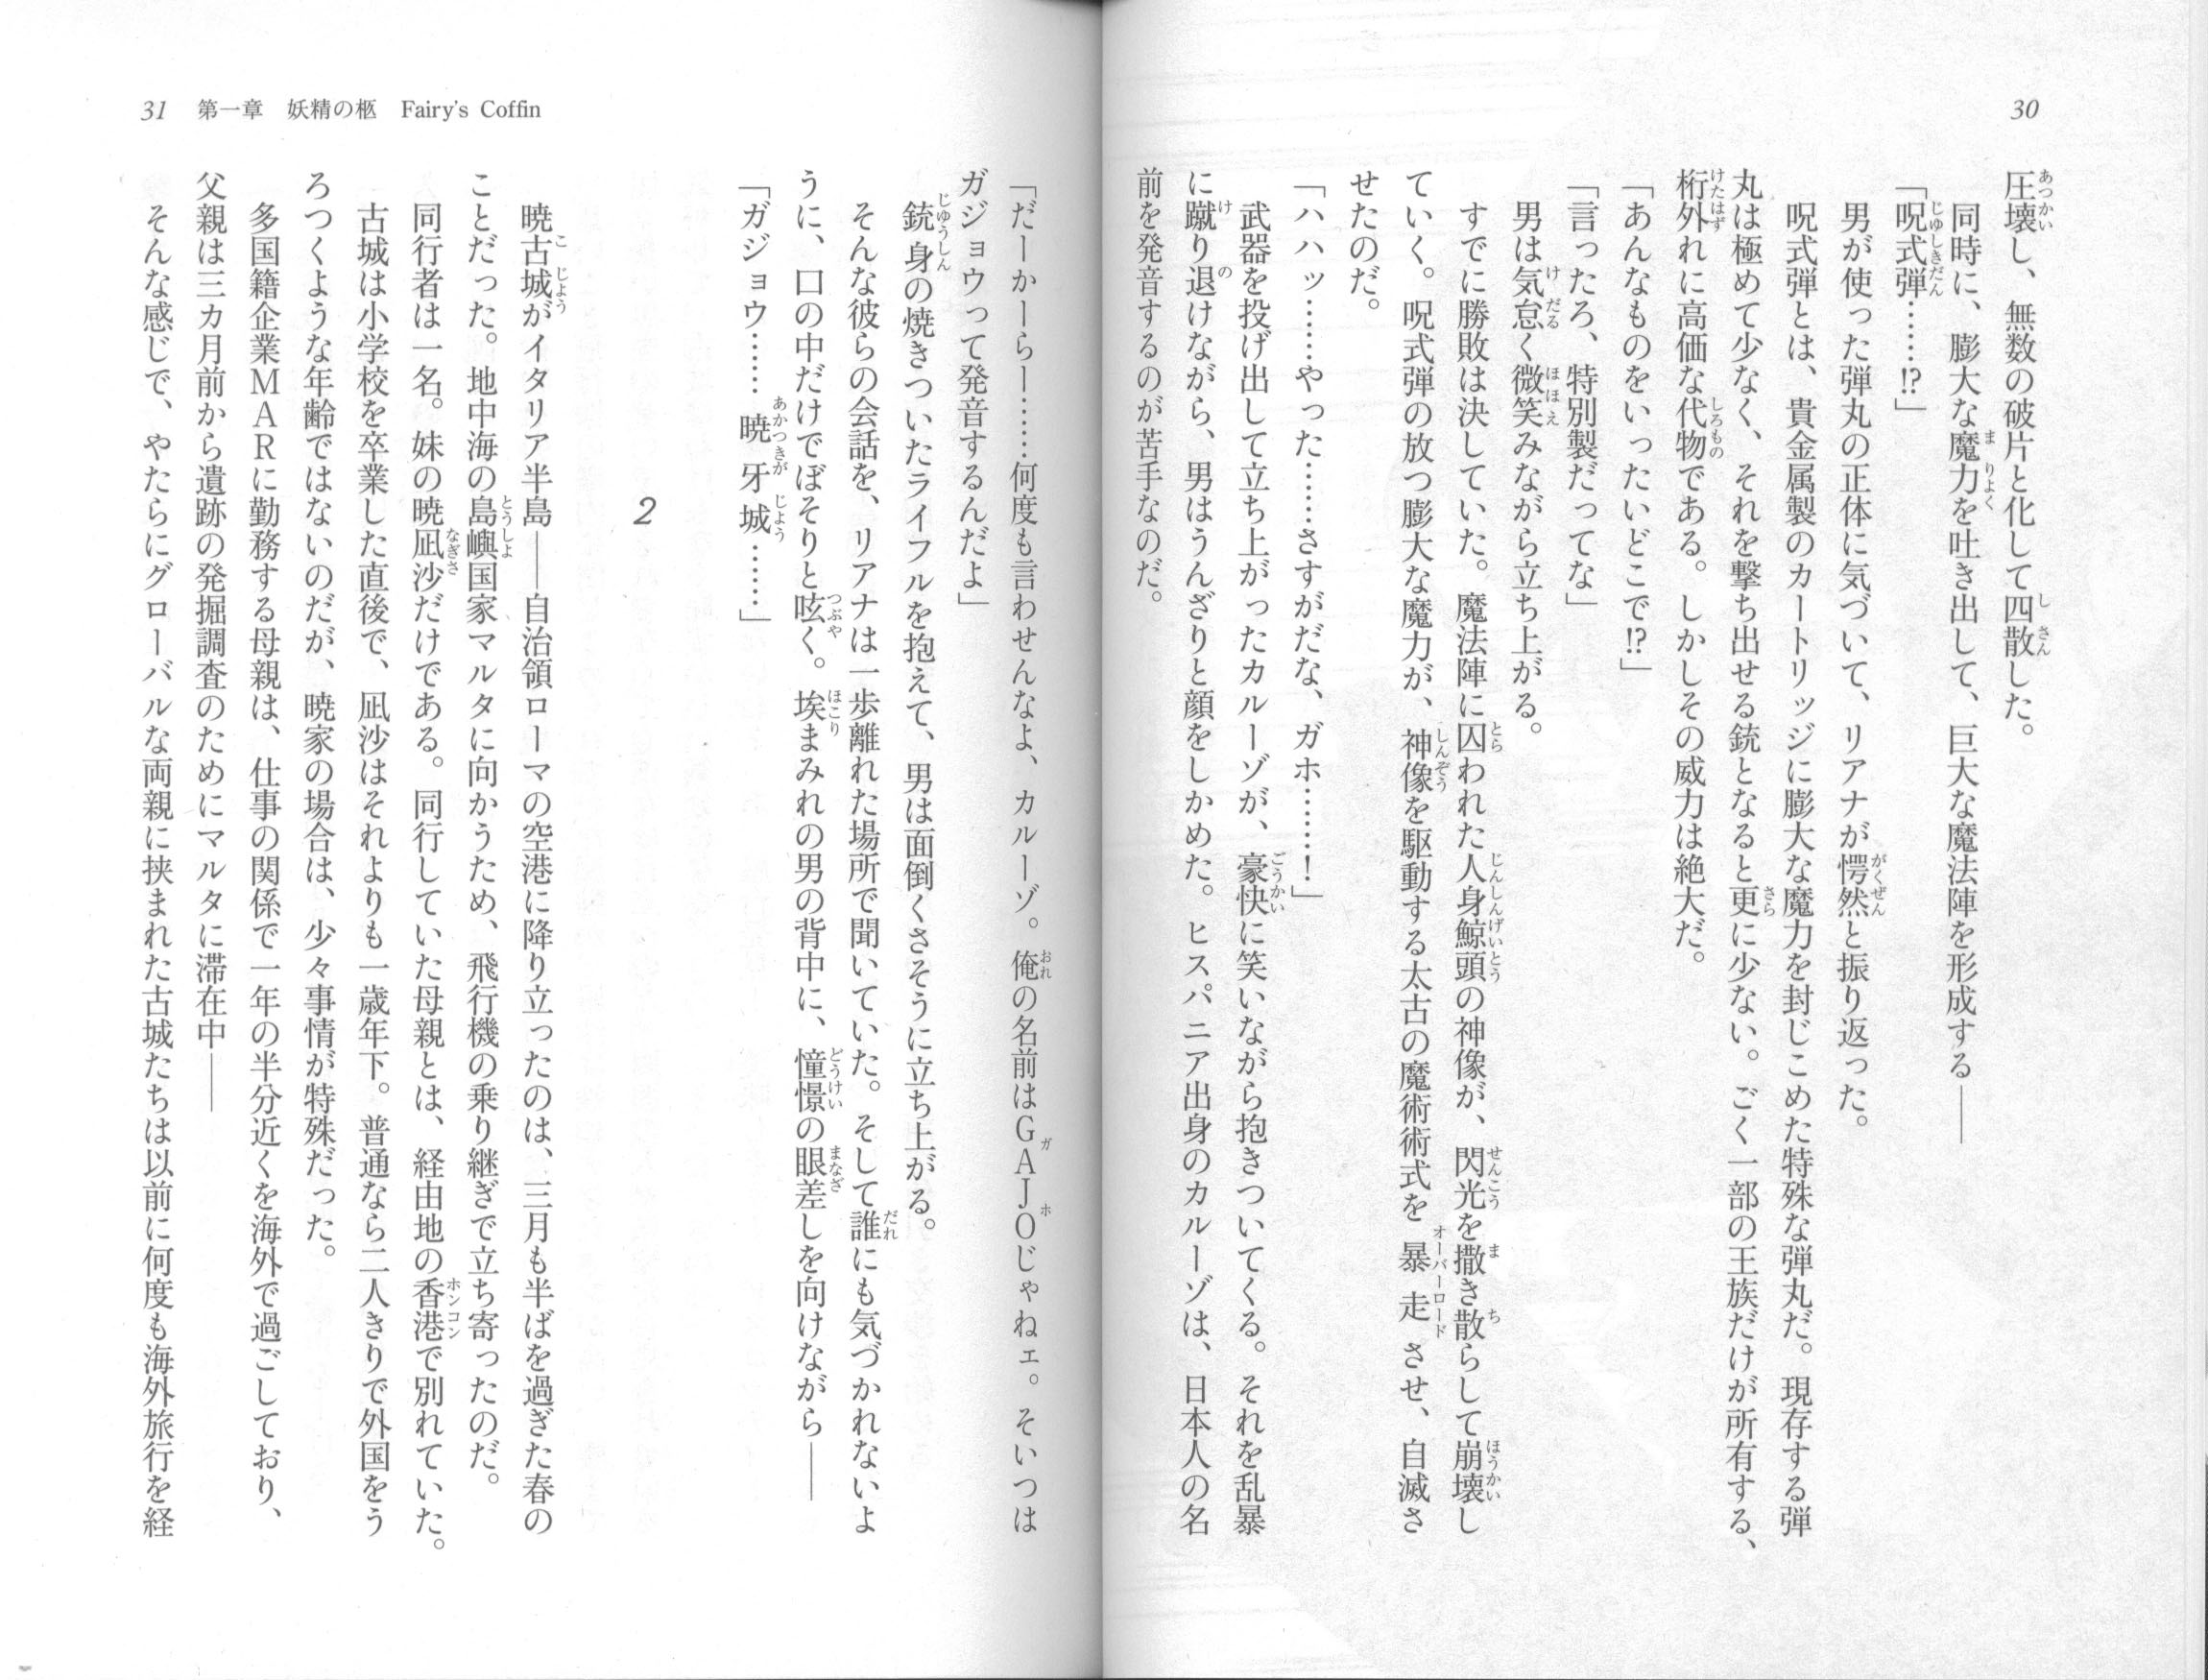 30
圧壊し、無数の破片と化して四散した。
同時に、膨大な魔力を吐き出して、巨大な魔法陣を形成する――
「呪式弾……!?」
男が使った弾丸の正体に気づいて、リアナが愕然と振り返った。
呪式弾とは、貴金属製のカートリッジに膨大な魔力を封じこめた特殊な弾丸だ。現存する弾
丸は極めて少なく、それを撃ち出せる銃となると更に少ない。ごく一部の王族だけが所有する、
桁外れに高価な代物である。しかしその威力は絶大だ。
「あんなものをいったいどこで!?」
「言ったろ、特別製だってな」
男は気怠く微笑みながら立ち上がる。
すでに勝敗は決していた。魔法陣に囚われた人身鯨頭の神像が、閃光を撒き散らして崩壊し
ていく。呪式弾の放つ膨大な魔力が、神像を駆動する太古の魔術術式を暴走させ、自滅さ
せたのだ。
「ハハッ……やった……さすがだな、ガホ……!」
武器を投げ出して立ち上がったカルーゾが、豪快に笑いながら抱きついてくる。それを乱暴
に蹴り退けながら、男はうんざりと顔をしかめた。ヒスパニア出身のカルーゾは、日本人の名
前を発音するのが苦手なのだ。
31 第一章 妖精の柩 Fairy's Coffin
「だーかーらー……何度も言わせんなよ、カルーゾ。俺の名前はGAJOじゃねェ。そいつは
ガジョウって発音するんだよ」
銃身の焼きついたライフルを抱えて、男は面倒くさそうに立ち上がる。
そんな彼らの会話を、リアナは一歩離れた場所で聞いていた。そして誰にも気づかれないよ
うに、口の中だけでぼそりと呟く。埃まみれの男の背中に、憧憬の眼差しを向けながら――
「ガジョウ……暁牙城……」
2
暁古城がイタリア半島――自治領ローマの空港に降り立ったのは、三月も半ばを過ぎた春の
ことだった。地中海の島嶼国家マルタに向かうため、飛行機の乗り継ぎで立ち寄ったのだ。
同行者は一名。妹の暁凪沙だけである。同行していた母親とは、経由地の香港で別れていた。
古城は小学校を卒業した直後で、凪沙はそれよりも一歳年下。普通なら二人きりで外国をう
ろつくような年齢ではないのだが、暁家の場合は、少々事情が特殊だった。
多国籍企業MARに勤務する母親は、仕事の関係で一年の半分近くを海外で過ごしており、
父親は三カ月前から遺跡の発掘調査のためにマルタに滞在中――
そんな感じで、やたらにグローバルな両親に挟まれた古城たちは以前に何度も海外旅行を経